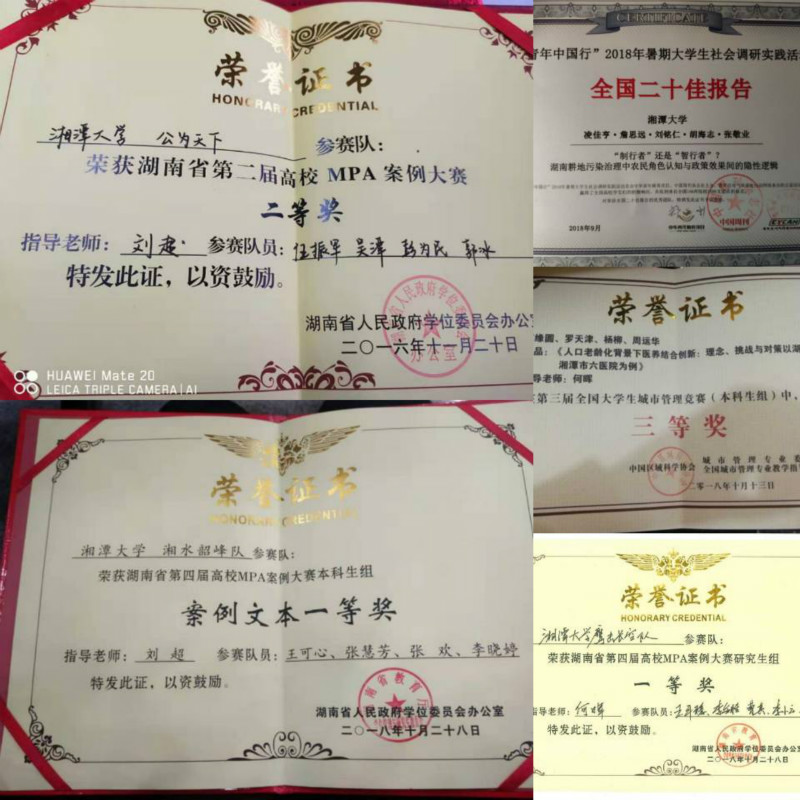 荣誉证书
HONORARY CREDENTIAL
湘潭大学 公为天下 参赛队：
荣获湖南省第二届高校 MPA 案例大赛
二等奖
指导老师： 参赛队员：伍振军 吴潭 彭为民 郭冰
特发此证，以资鼓励。
湖南省人民政府学位委员会办公室
二〇一六年十一月二十日
HUAWEI Mate 20
LEICA TRIPLE CAMERA | AI
荣誉证书
HONORARY CREDENTIAL
湘潭大学 湘水韶峰队 参赛队：
荣获湖南省第四届高校MPA案例大赛本科生组
案例文本一等奖
指导老师： 刘 超 参赛队员：王可心、张慧芳、张 欢、李晓婷
特发此证，以资鼓励。
湖南省人民政府学位委员会办公室
二〇一八年十月二十八日
CERTIFICATE
青年中国行”2018年暑期大学生社会调研实践活
全国二十佳报告
湘潭大学
凌佳亨·詹思远·刘铭仁·胡海志·张敬业
“制行者”还是“智行者”？
湖南耕地污染治理中农民角色认知与政策效果间的隐性逻辑
中国周刊
2018年9月
荣誉证书
雄圆、罗天津、杨柳、周运华
品：《人口老龄化背景下医养结合创新：理念、挑战与对策以湖
湘潭市六医院为例》
导老师：何晖
第三届全国大学生城市管理竞赛（本科生组）中，
三等奖
城市管理专业委
中国区域科学协会 全国城市管理专业教学指
二零一八年十月十三日
荣誉证书
HONORARY CREDENTIAL
湘潭大学鹰击长空队 参赛队：
荣获湖南省第四届高校MPA案例大赛研究生组
一等奖
指导老师：何晖 参赛队员：
特发此证，以资鼓励。
湖南省人民政府学位委员会办公室
二〇一八年十月二十八日